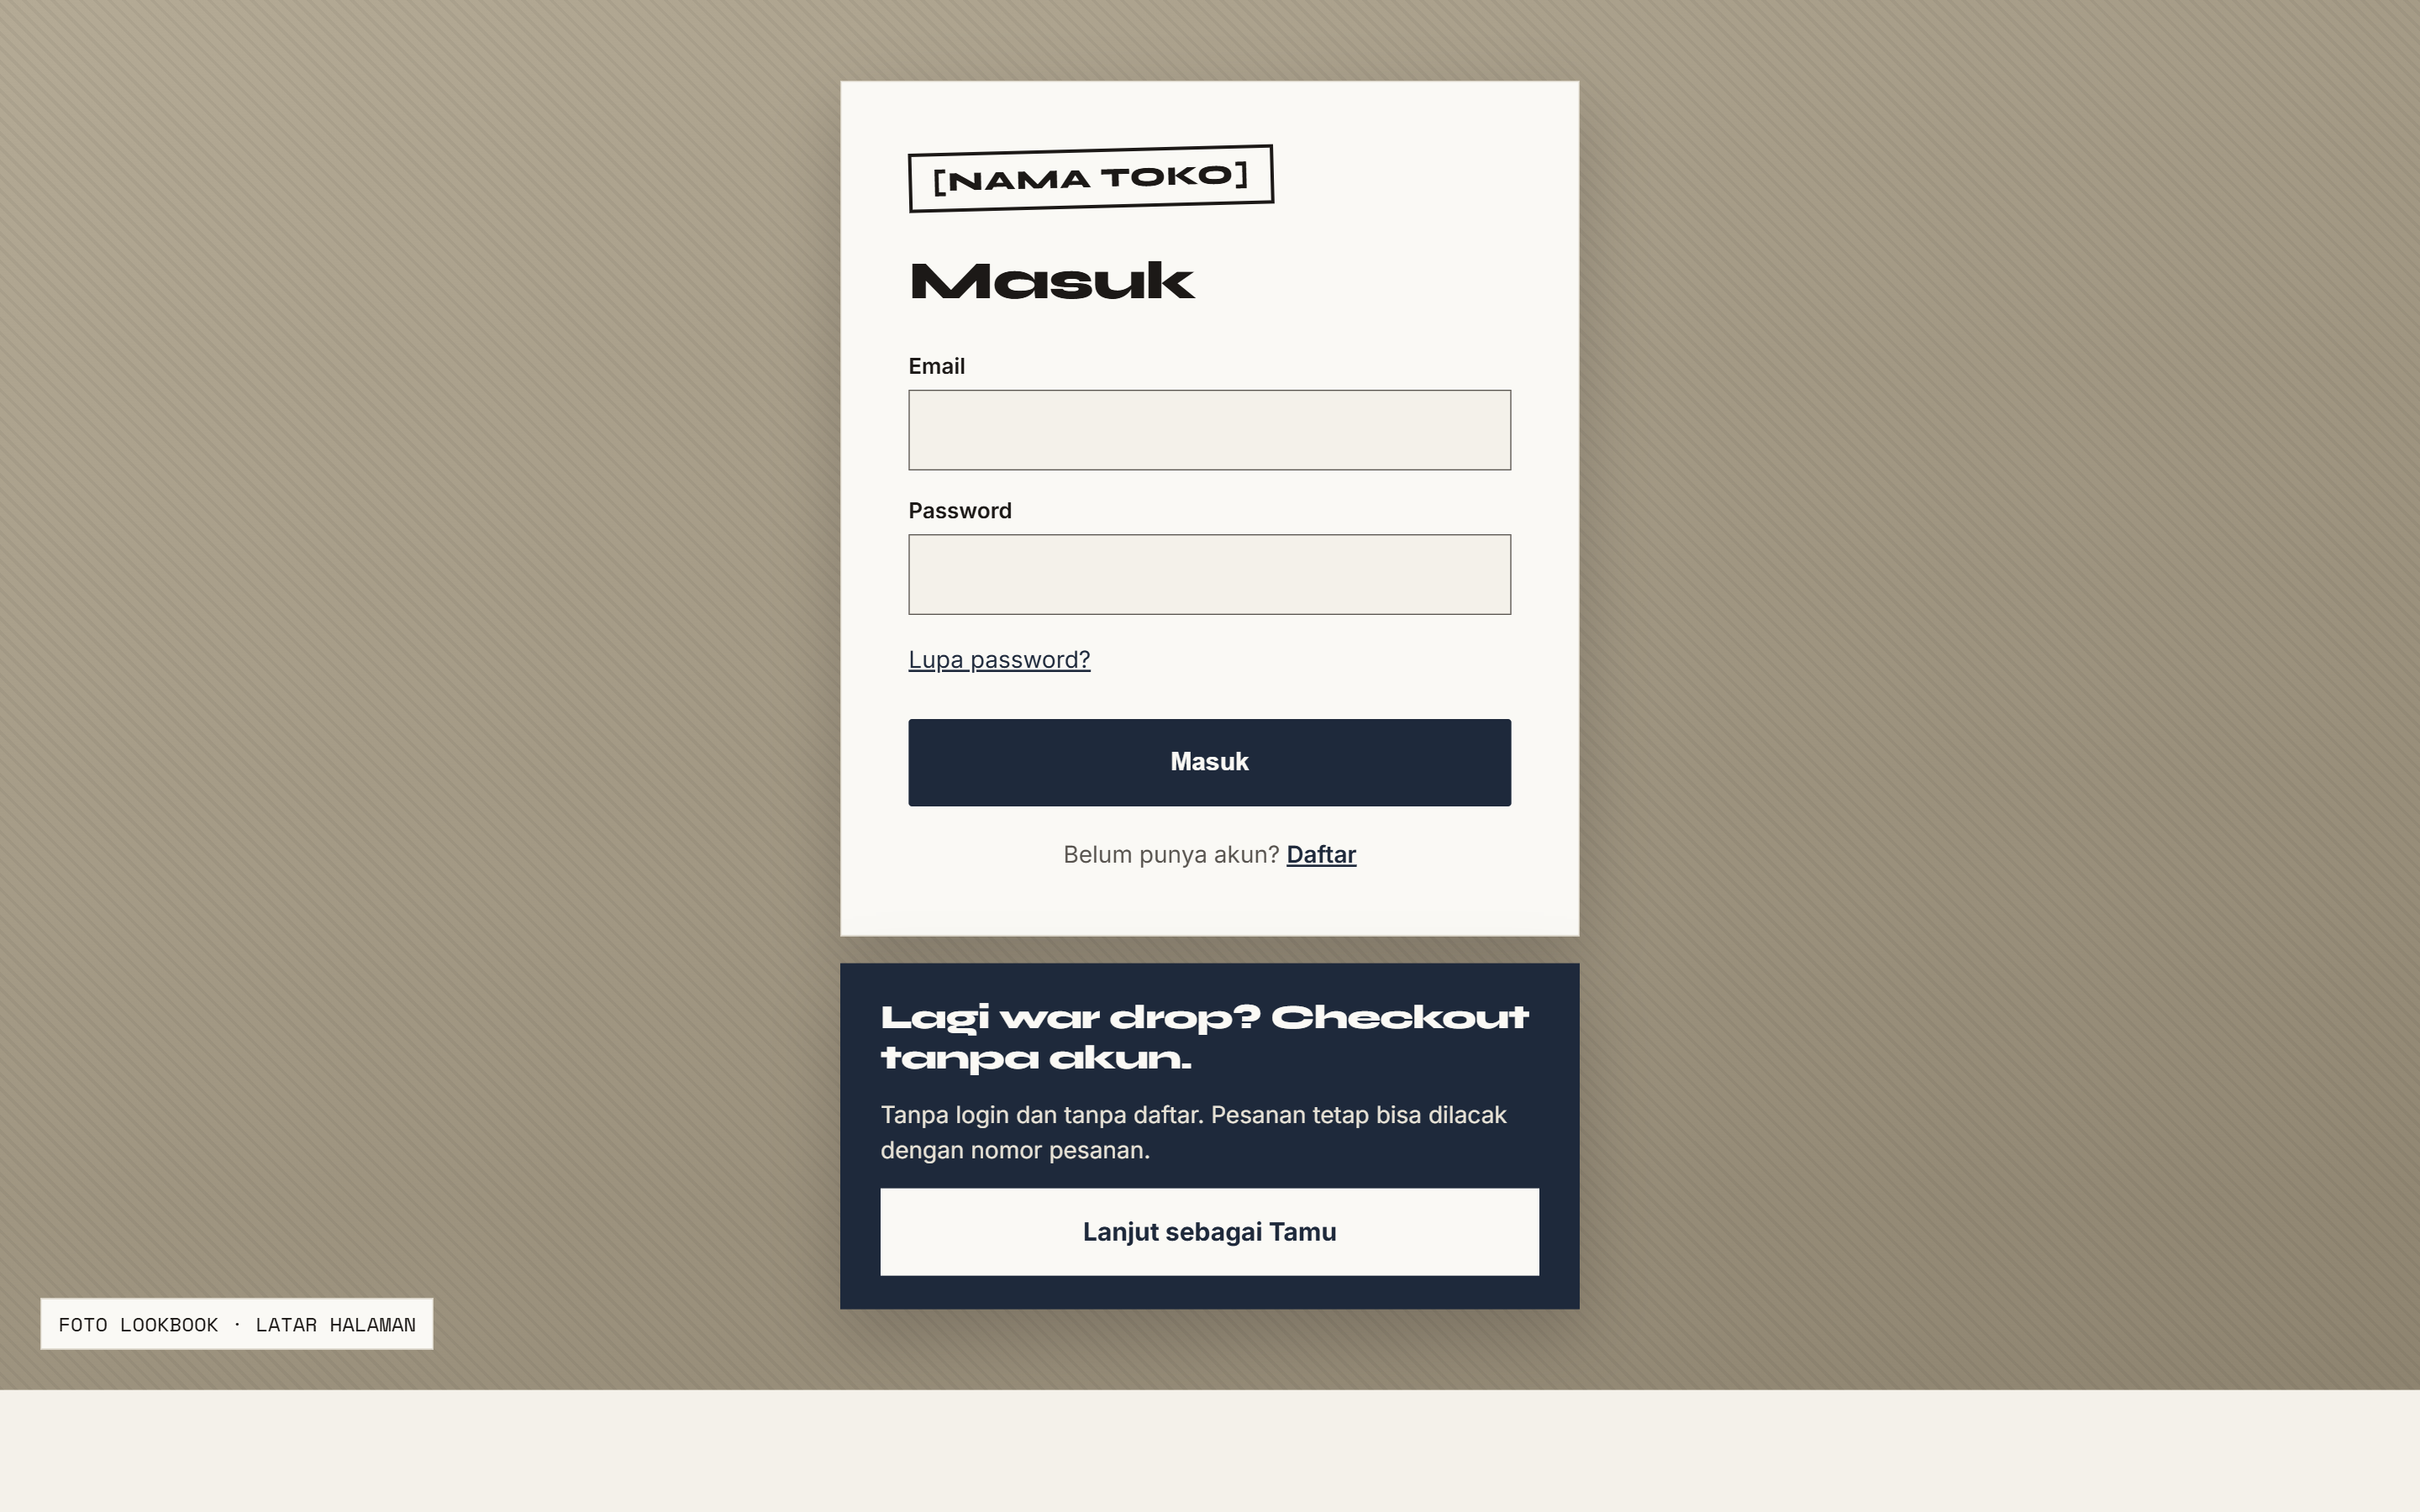 [NAMA TOKO]
Masuk
Email
Password
Lupa password?
Masuk
Belum punya akun? Daftar
Lagi war drop? Checkout
tanpa akun.
Tanpa login dan tanpa daftar. Pesanan tetap bisa dilacak
dengan nomor pesanan.
Lanjut sebagai Tamu
FOTO LOOKBOOK · LATAR HALAMAN